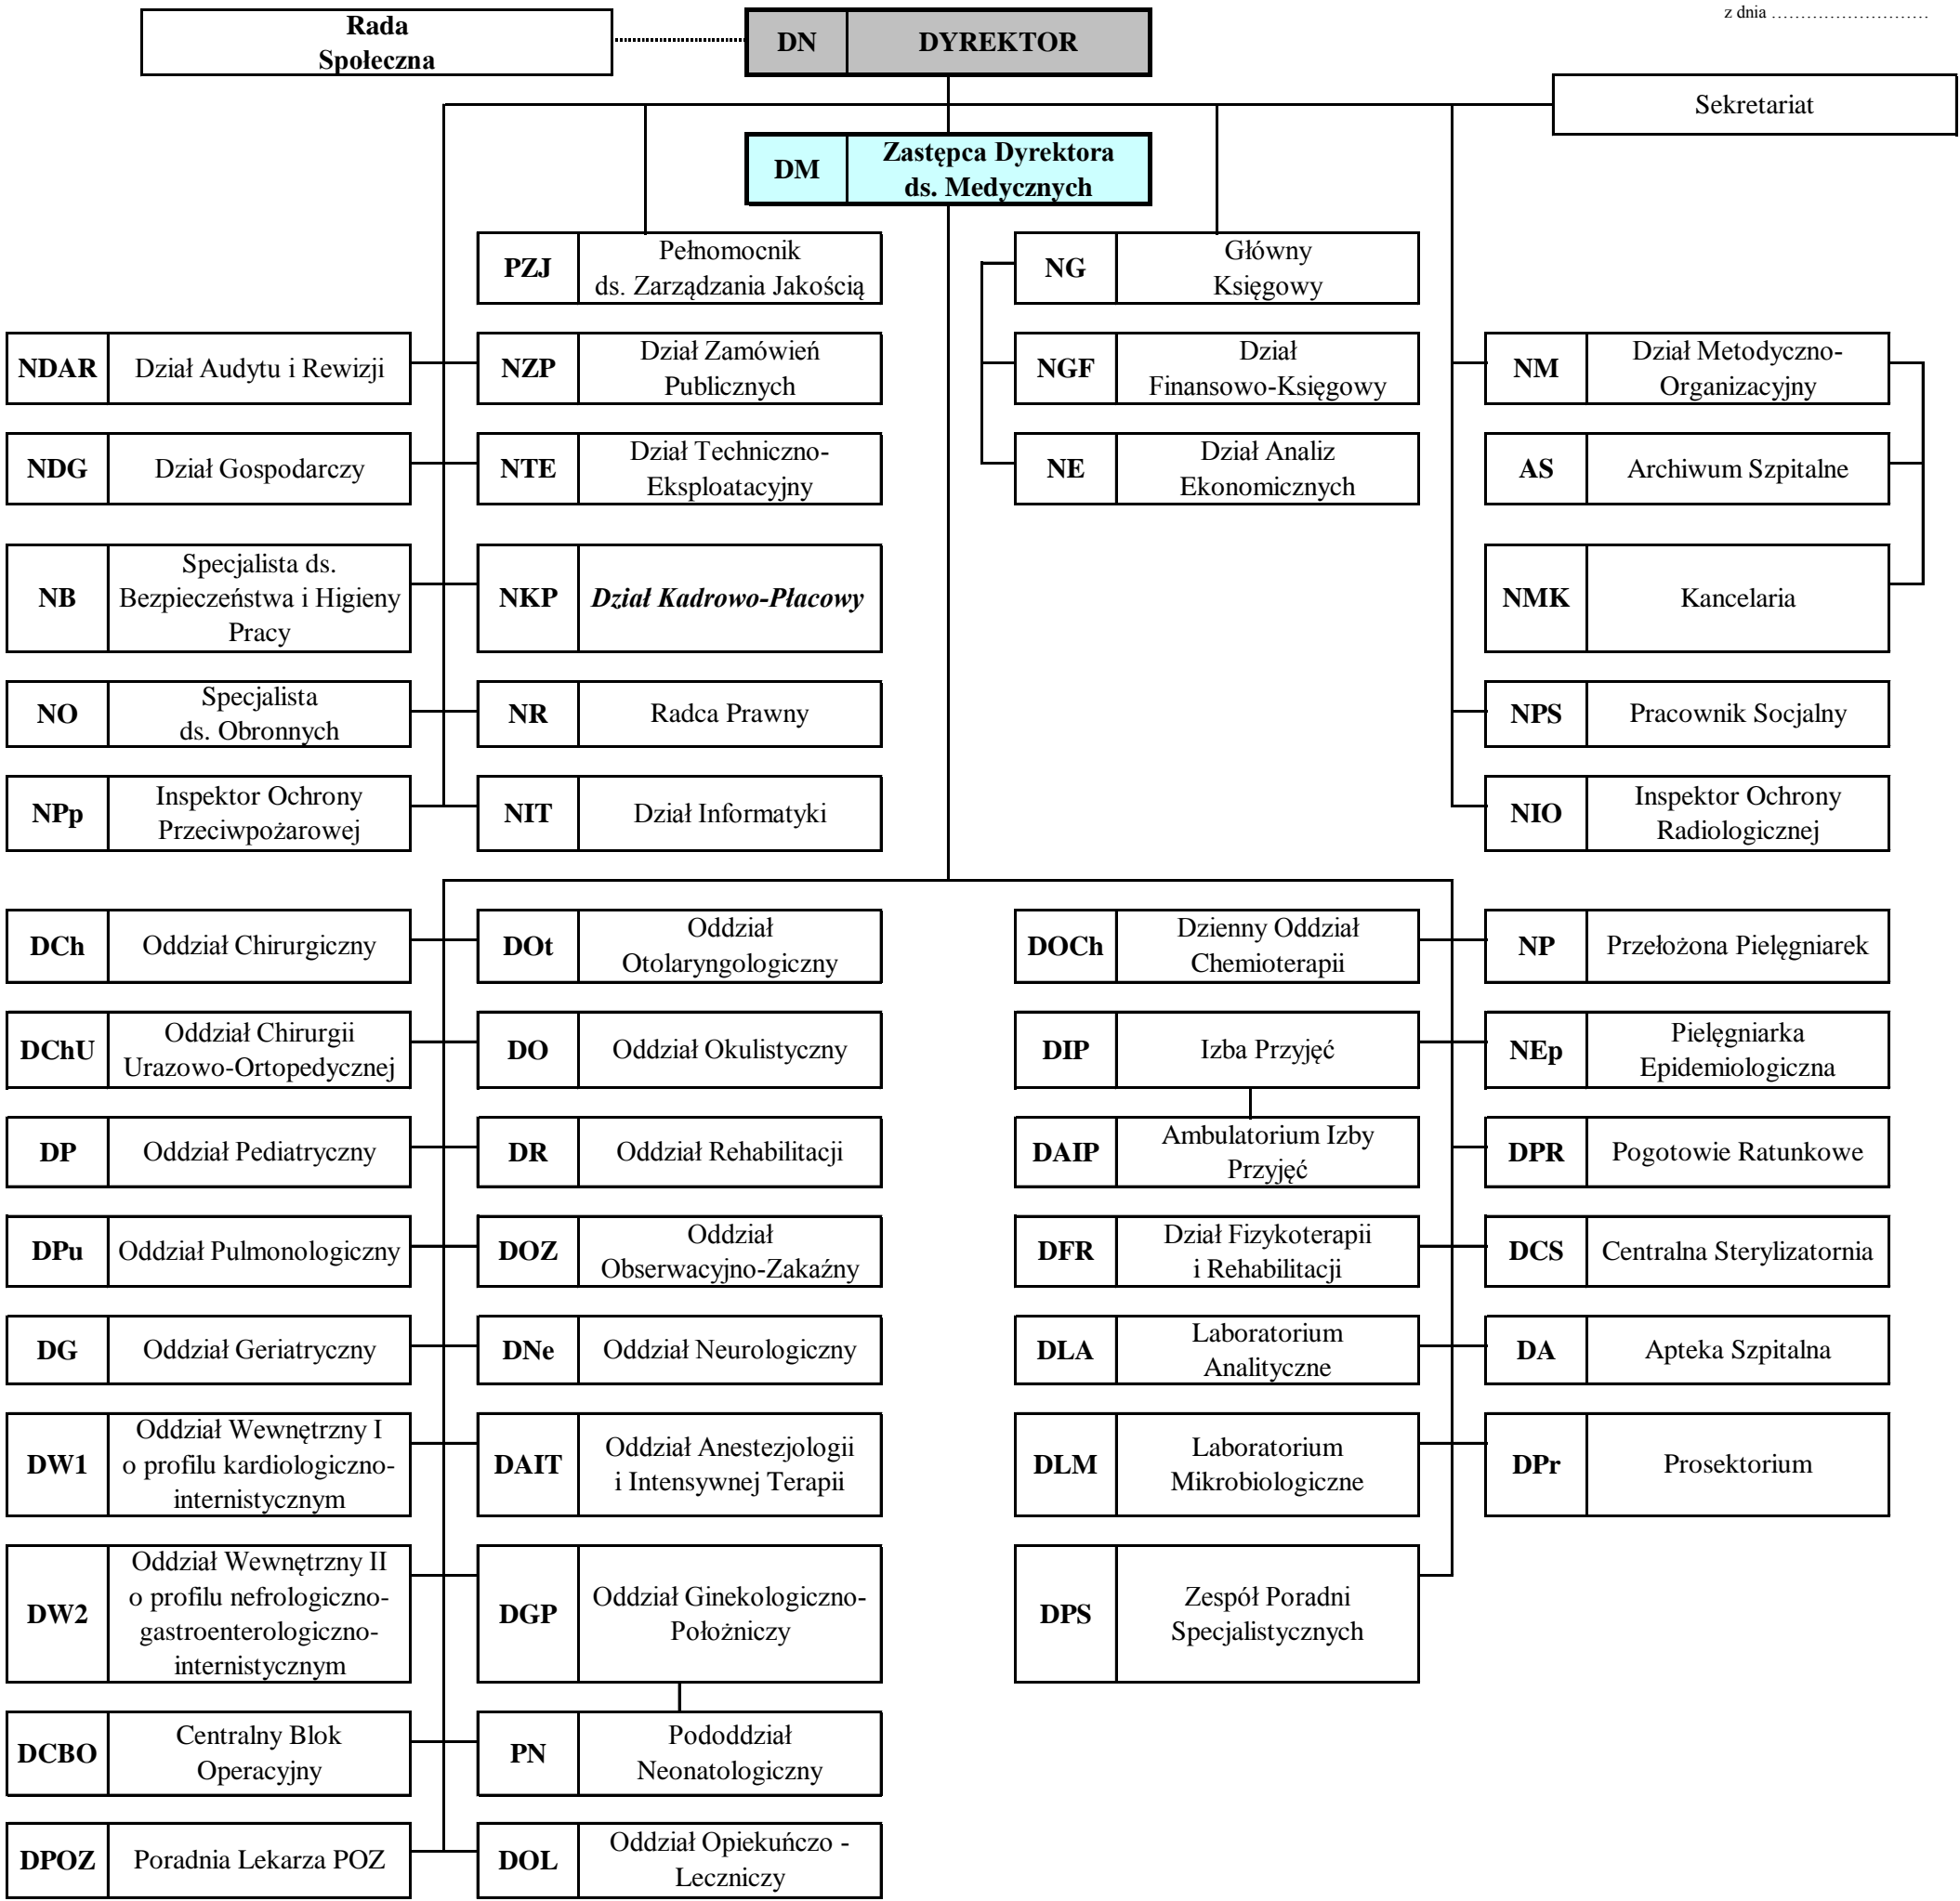 z dnia ………………………
Rada
Społeczna
DN DYREKTOR
Sekretariat
DM
Zastępca Dyrektora
ds. Medycznych
PZJ
Pełnomocnik
ds. Zarządzania Jakością
NG
Główny
Księgowy
NDAR Dział Audytu i Rewizji
NZP
Dział Zamówień
Publicznych
NGF
Dział
Finansowo-Księgowy
NM
Dział Metodyczno-
Organizacyjny
NDG Dział Gospodarczy
NTE
Dział Techniczno-
Eksploatacyjny
NE
Dział Analiz
Ekonomicznych
AS Archiwum Szpitalne
NB
Specjalista ds.
Bezpieczeństwa i Higieny
Pracy
NKP Dział Kadrowo-Płacowy
NMK Kancelaria
NO
Specjalista
ds. Obronnych
NR Radca Prawny
NPS Pracownik Socjalny
NPp
Inspektor Ochrony
Przeciwpożarowej
NIT Dział Informatyki
NIO
Inspektor Ochrony
Radiologicznej
DCh Oddział Chirurgiczny
DOt
Oddział
Otolaryngologiczny
DOCh
Dzienny Oddział
Chemioterapii
NP Przełożona Pielęgniarek
DChU
Oddział Chirurgii
Urazowo-Ortopedycznej
DO Oddział Okulistyczny
DIP Izba Przyjęć
NEp
Pielęgniarka
Epidemiologiczna
DP Oddział Pediatryczny
DR Oddział Rehabilitacji
DAIP
Ambulatorium Izby
Przyjęć
DPR Pogotowie Ratunkowe
DPu Oddział Pulmonologiczny
DOZ
Oddział
Obserwacyjno-Zakaźny
DFR
Dział Fizykoterapii
i Rehabilitacji
DCS Centralna Sterylizatornia
DG Oddział Geriatryczny
DNe Oddział Neurologiczny
DLA
Laboratorium
Analityczne
DA Apteka Szpitalna
DW1
Oddział Wewnętrzny I
o profilu kardiologiczno-
internistycznym
DAIT
Oddział Anestezjologii
i Intensywnej Terapii
DLM
Laboratorium
Mikrobiologiczne
DPr Prosektorium
DW2
Oddział Wewnętrzny II
o profilu nefrologiczno-
gastroenterologiczno-
internistycznym
DGP
Oddział Ginekologiczno-
Położniczy
DPS
Zespół Poradni
Specjalistycznych
DCBO
Centralny Blok
Operacyjny
PN
Pododdział
Neonatologiczny
DPOZ Poradnia Lekarza POZ
DOL
Oddział Opiekuńczo -
Leczniczy